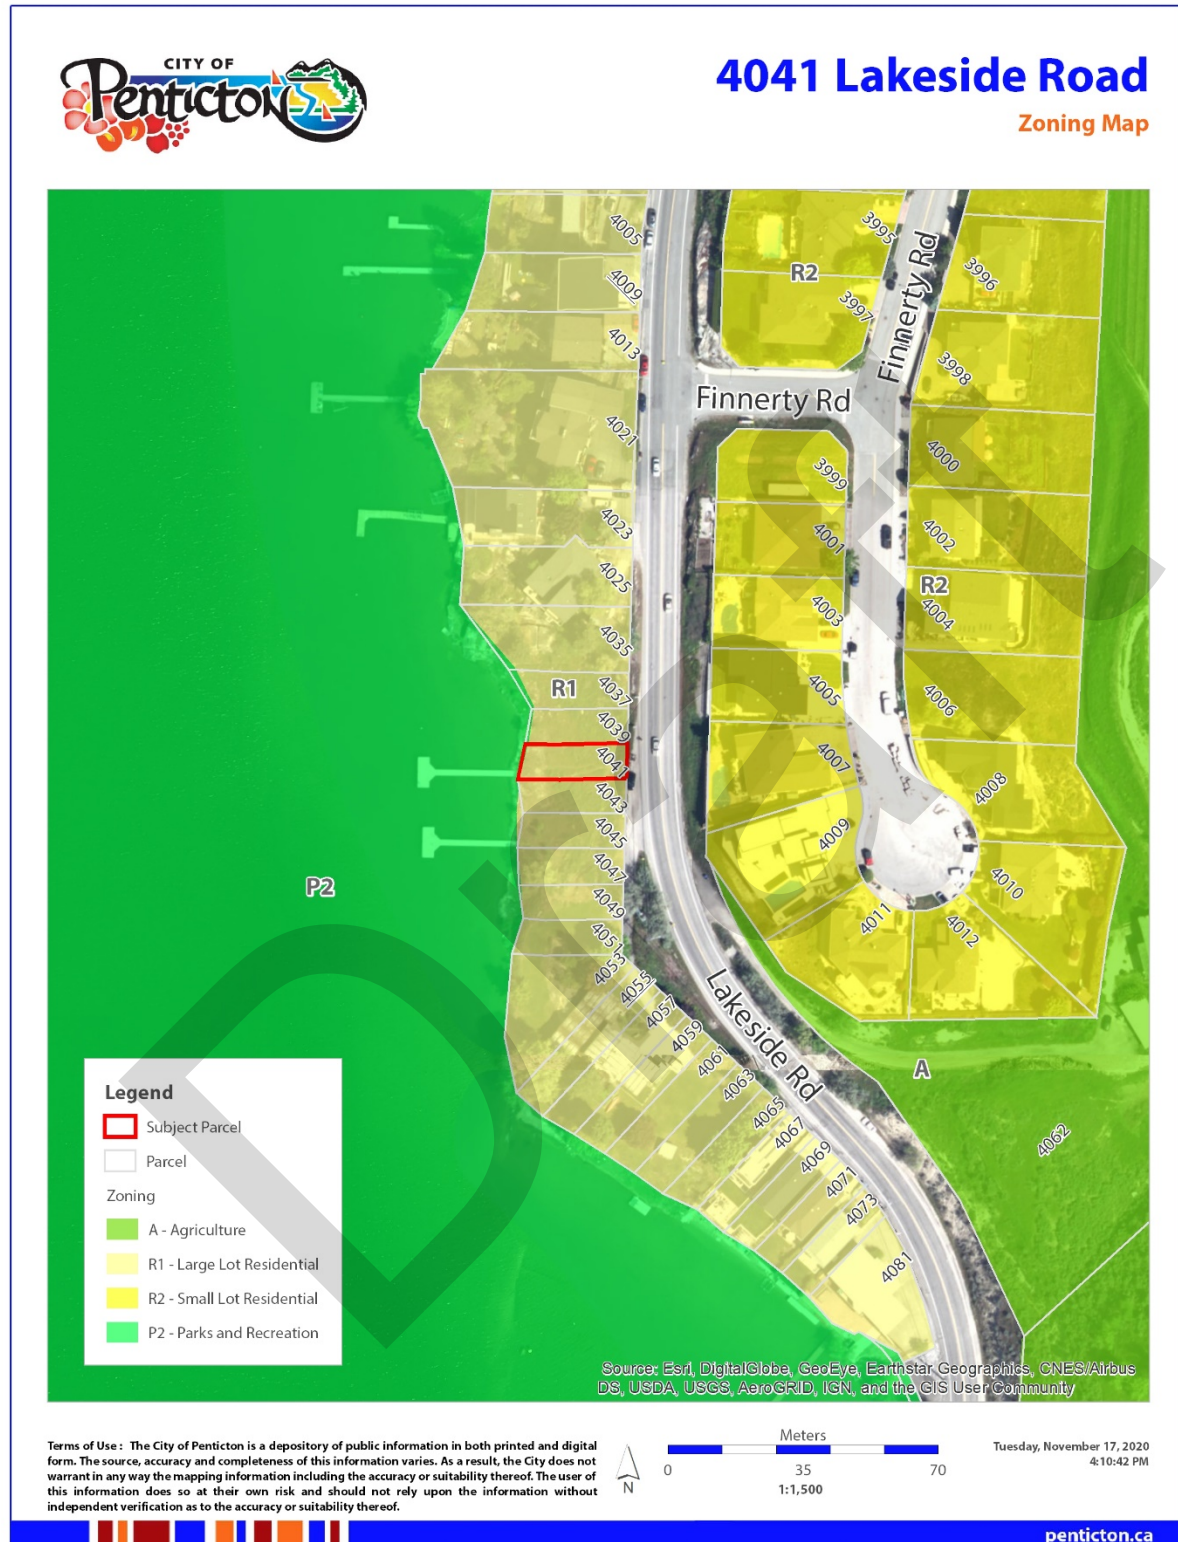 CITY OF
Penticton
4041 Lakeside Road
Zoning Map
4005
4009
4013
4021
4023
4025
4035
4037
R1
4039
4041
4043
4045
4047
4049
4051
4053
4055
4057
4059
4061
4063
4065
4067
4069
4071
4073
4081
P2
R2
3995
3997
Finnerty Rd
Finnerty Rd
3996
3998
3999
4000
4001
4002
4003
R2
4004
4005
4006
4007
4008
4009
4010
4011
4012
Lakeside Rd
A
4062
Draft
Legend
Subject Parcel
Parcel
Zoning
A - Agriculture
R1 - Large Lot Residential
R2 - Small Lot Residential
P2 - Parks and Recreation
Source: Esri, DigitalGlobe, GeoEye, Earthstar Geographics, CNES/Airbus
DS, USDA, USGS, AeroGRID, IGN, and the GIS User Community
Terms of Use : The City of Penticton is a depository of public information in both printed and digital
form. The source, accuracy and completeness of this information varies. As a result, the City does not
warrant in any way the mapping information including the accuracy or suitability thereof. The user of
this information does so at their own risk and should not rely upon the information without
independent verification as to the accuracy or suitability thereof.
N
Meters
0 35 70
1:1,500
Tuesday, November 17, 2020
4:10:42 PM
penticton.ca